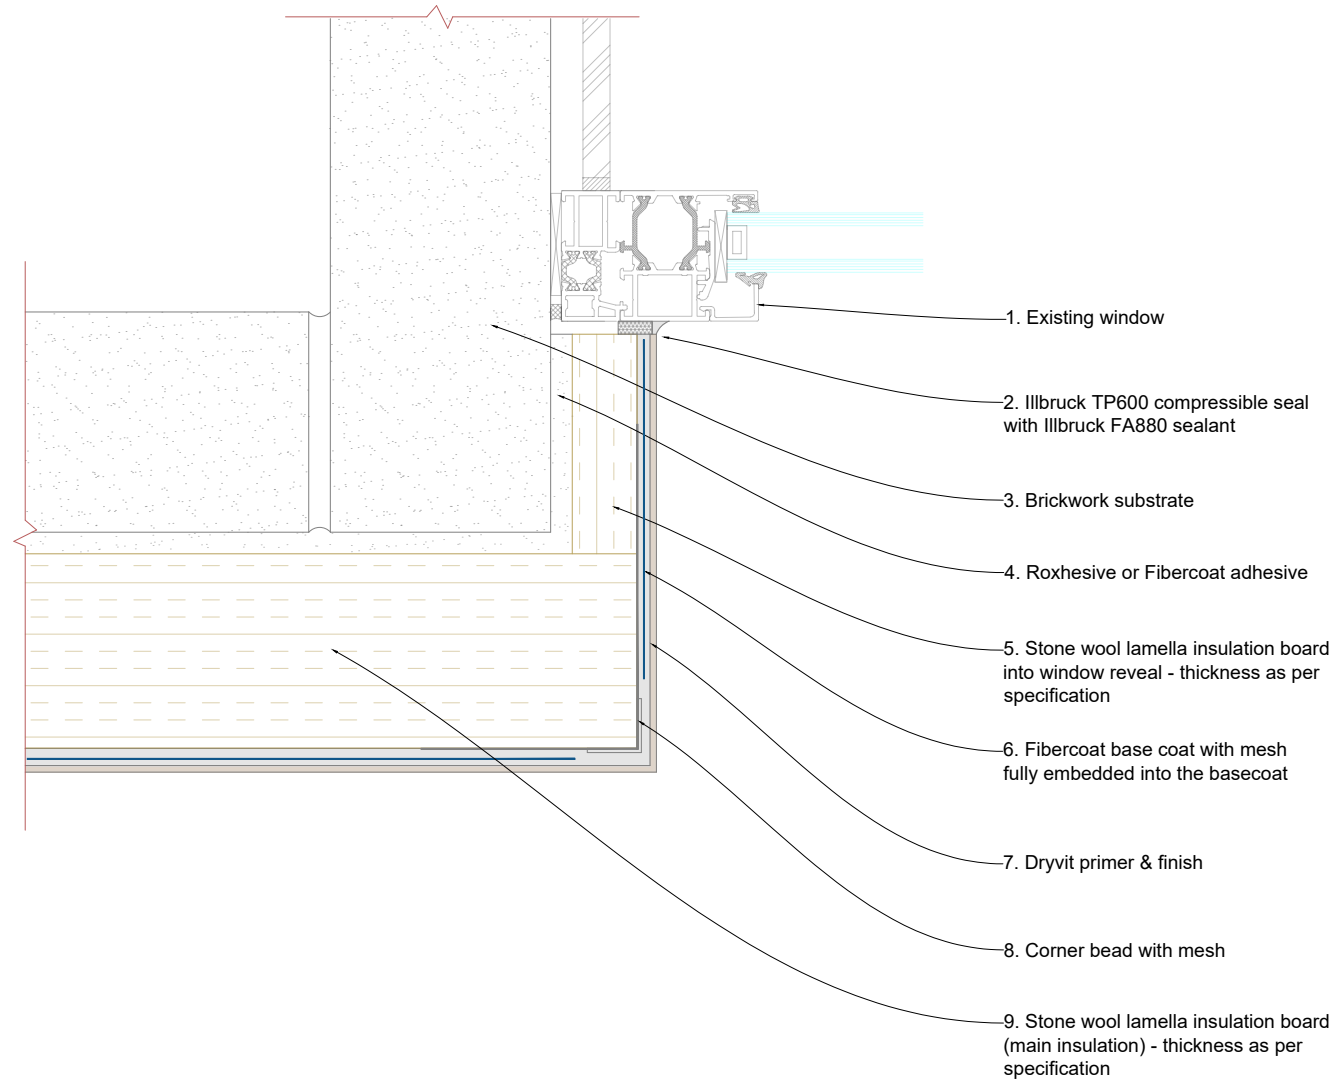 1. Existing window
2. Illbruck TP600 compressible seal
with Illbruck FA880 sealant
3. Brickwork substrate
4. Roxhesive or Fibercoat adhesive
5. Stone wool lamella insulation board
into window reveal - thickness as per
specification
6. Fibercoat base coat with mesh
fully embedded into the basecoat
7. Dryvit primer & finish
8. Corner bead with mesh
9. Stone wool lamella insulation board
(main insulation) - thickness as per
specification